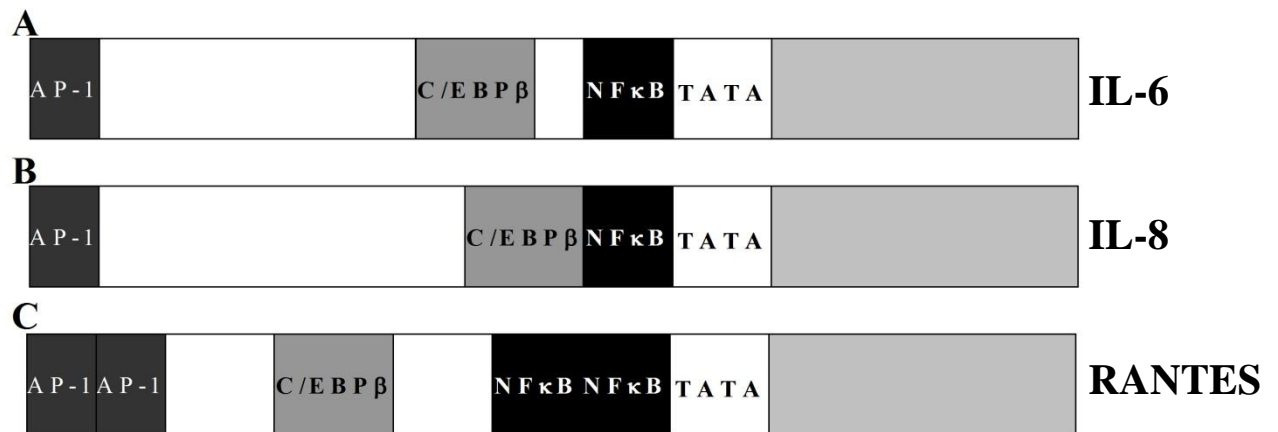 A
AP-1 C/EBPβ NFκB TATA IL-6
B
AP-1 C/EBPβ NFκB TATA IL-8
C
AP-1 AP-1 C/EBPβ NFκB NFκB TATA RANTES